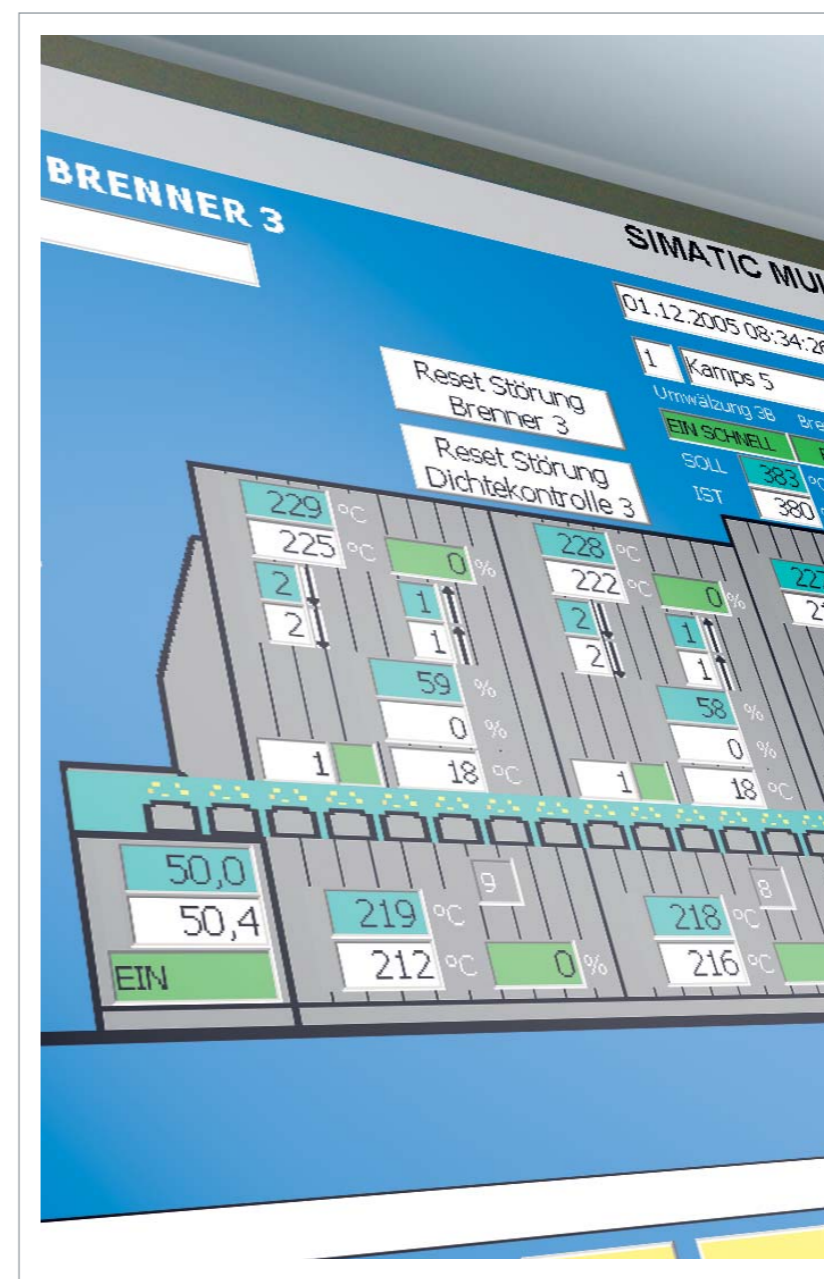 BRENNER 3
SIMATIC
01.12.2005 08:34:26
1 Kamps 5
Umwälzung 3B
EIN SCHNELL
SOLL 383
IST 380
Reset Störung
Brenner 3
Reset Störung
Dichtekontrolle 3
229 °C
225 °C 0 %
2 1
2 1
59 %
0 %
1 18 °C
228 °C
222 °C 0 %
2 1
2 1
58 %
0 %
1 18 °C
50,0
50,4
EIN
9
219 °C
212 °C 0 %
8
218 °C
216 °C